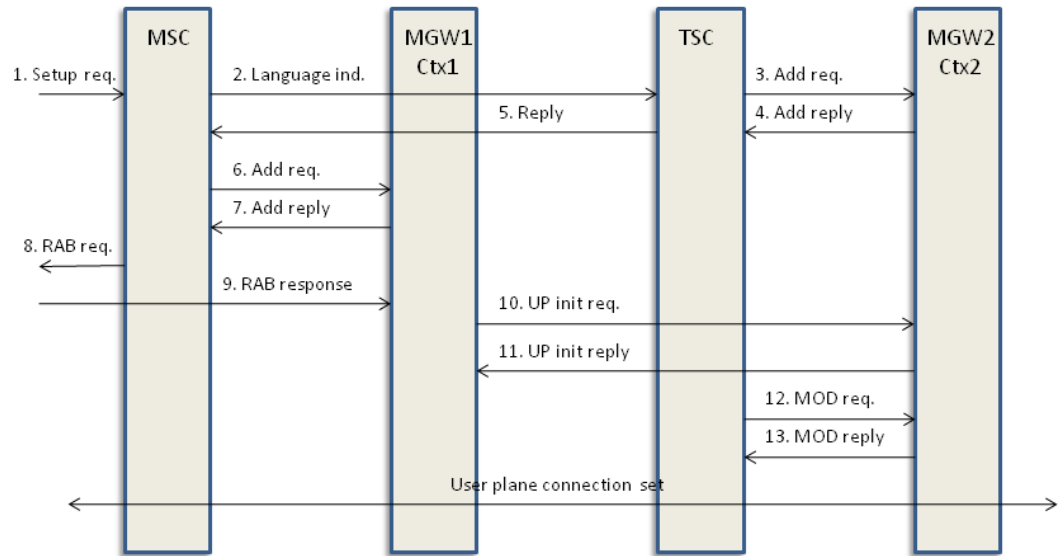 MSC
MGW1
Ctx1
TSC
MGW2
Ctx2
1. Setup req.
2. Language ind.
3. Add req.
4. Add reply
5. Reply
6. Add req.
7. Add reply
8. RAB req.
9. RAB response
10. UP init req.
11. UP init reply
12. MOD req.
13. MOD reply
User plane connection set